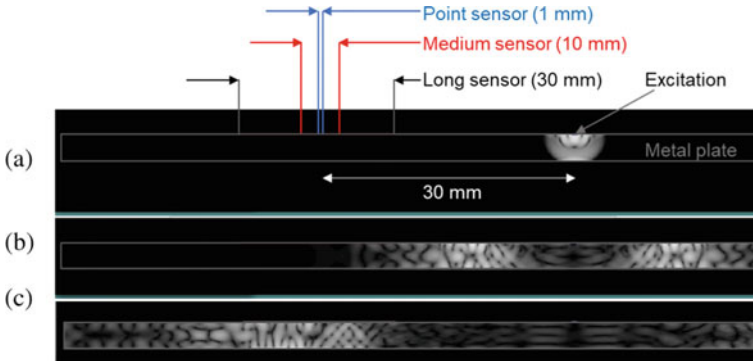 Point sensor (1 mm)
Medium sensor (10 mm)
Long sensor (30 mm)
Excitation
(a)
Metal plate
30 mm
(b)
(c)